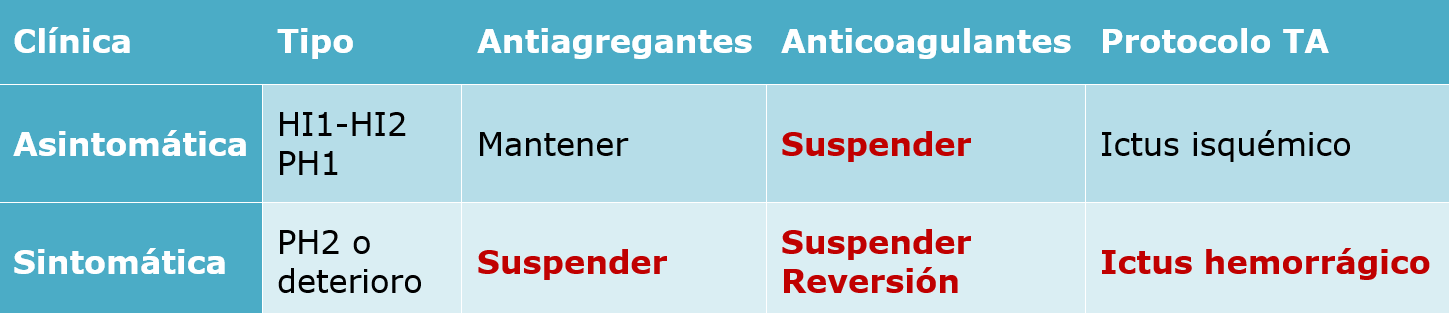 Clínica Tipo Antiagregantes Anticoagulantes Protocolo TA
Asintomática HI1-HI2 PH1 Mantener Suspender Ictus isquémico
Sintomática PH2 o deterioro Suspender Suspender Reversión Ictus hemorrágico